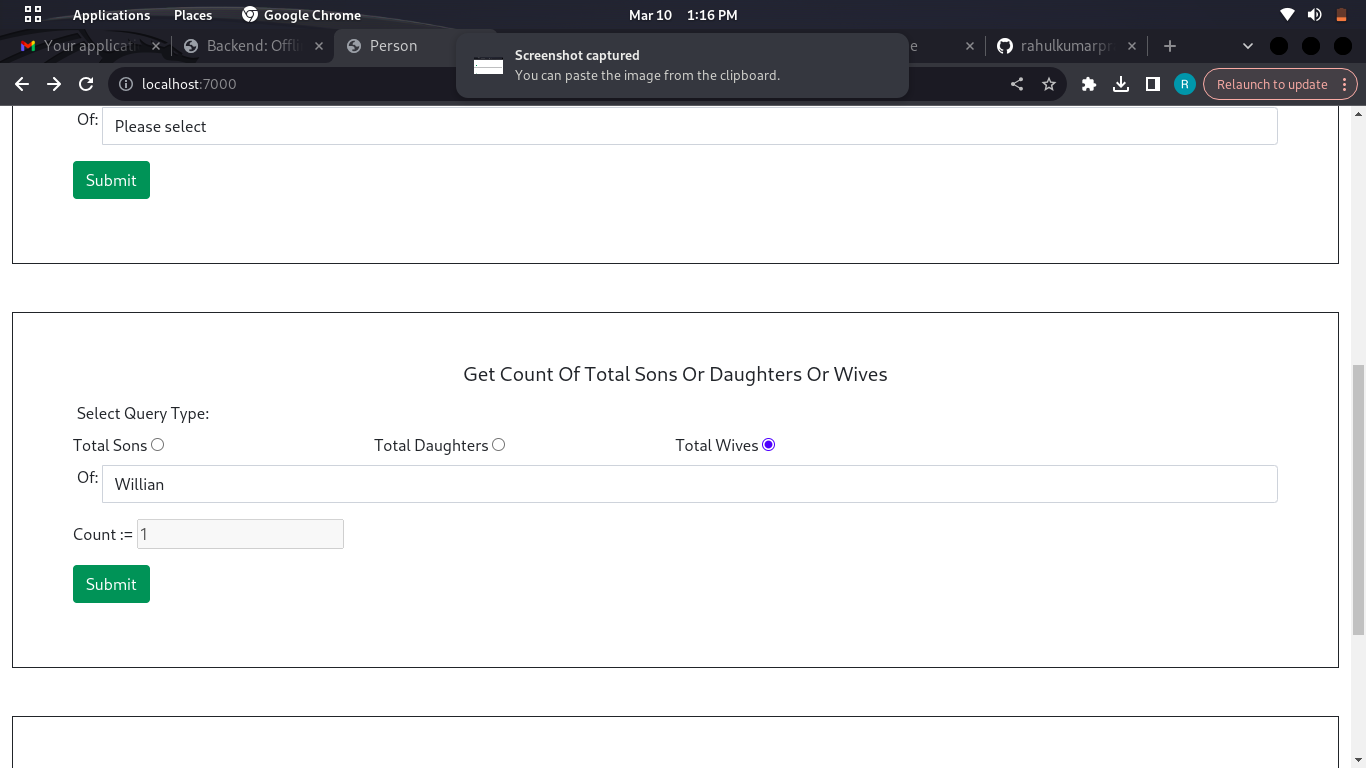 Applications Places Google Chrome Mar 10 1:16 PM
Your applicati Backend: Offli Person e rahulkumarpr
Screenshot captured
You can paste the image from the clipboard.
localhost:7000 R Relaunch to update
Of: Please select
Submit
Get Count Of Total Sons Or Daughters Or Wives
Select Query Type:
Total Sons Total Daughters Total Wives
Of: Willian
Count := 1
Submit